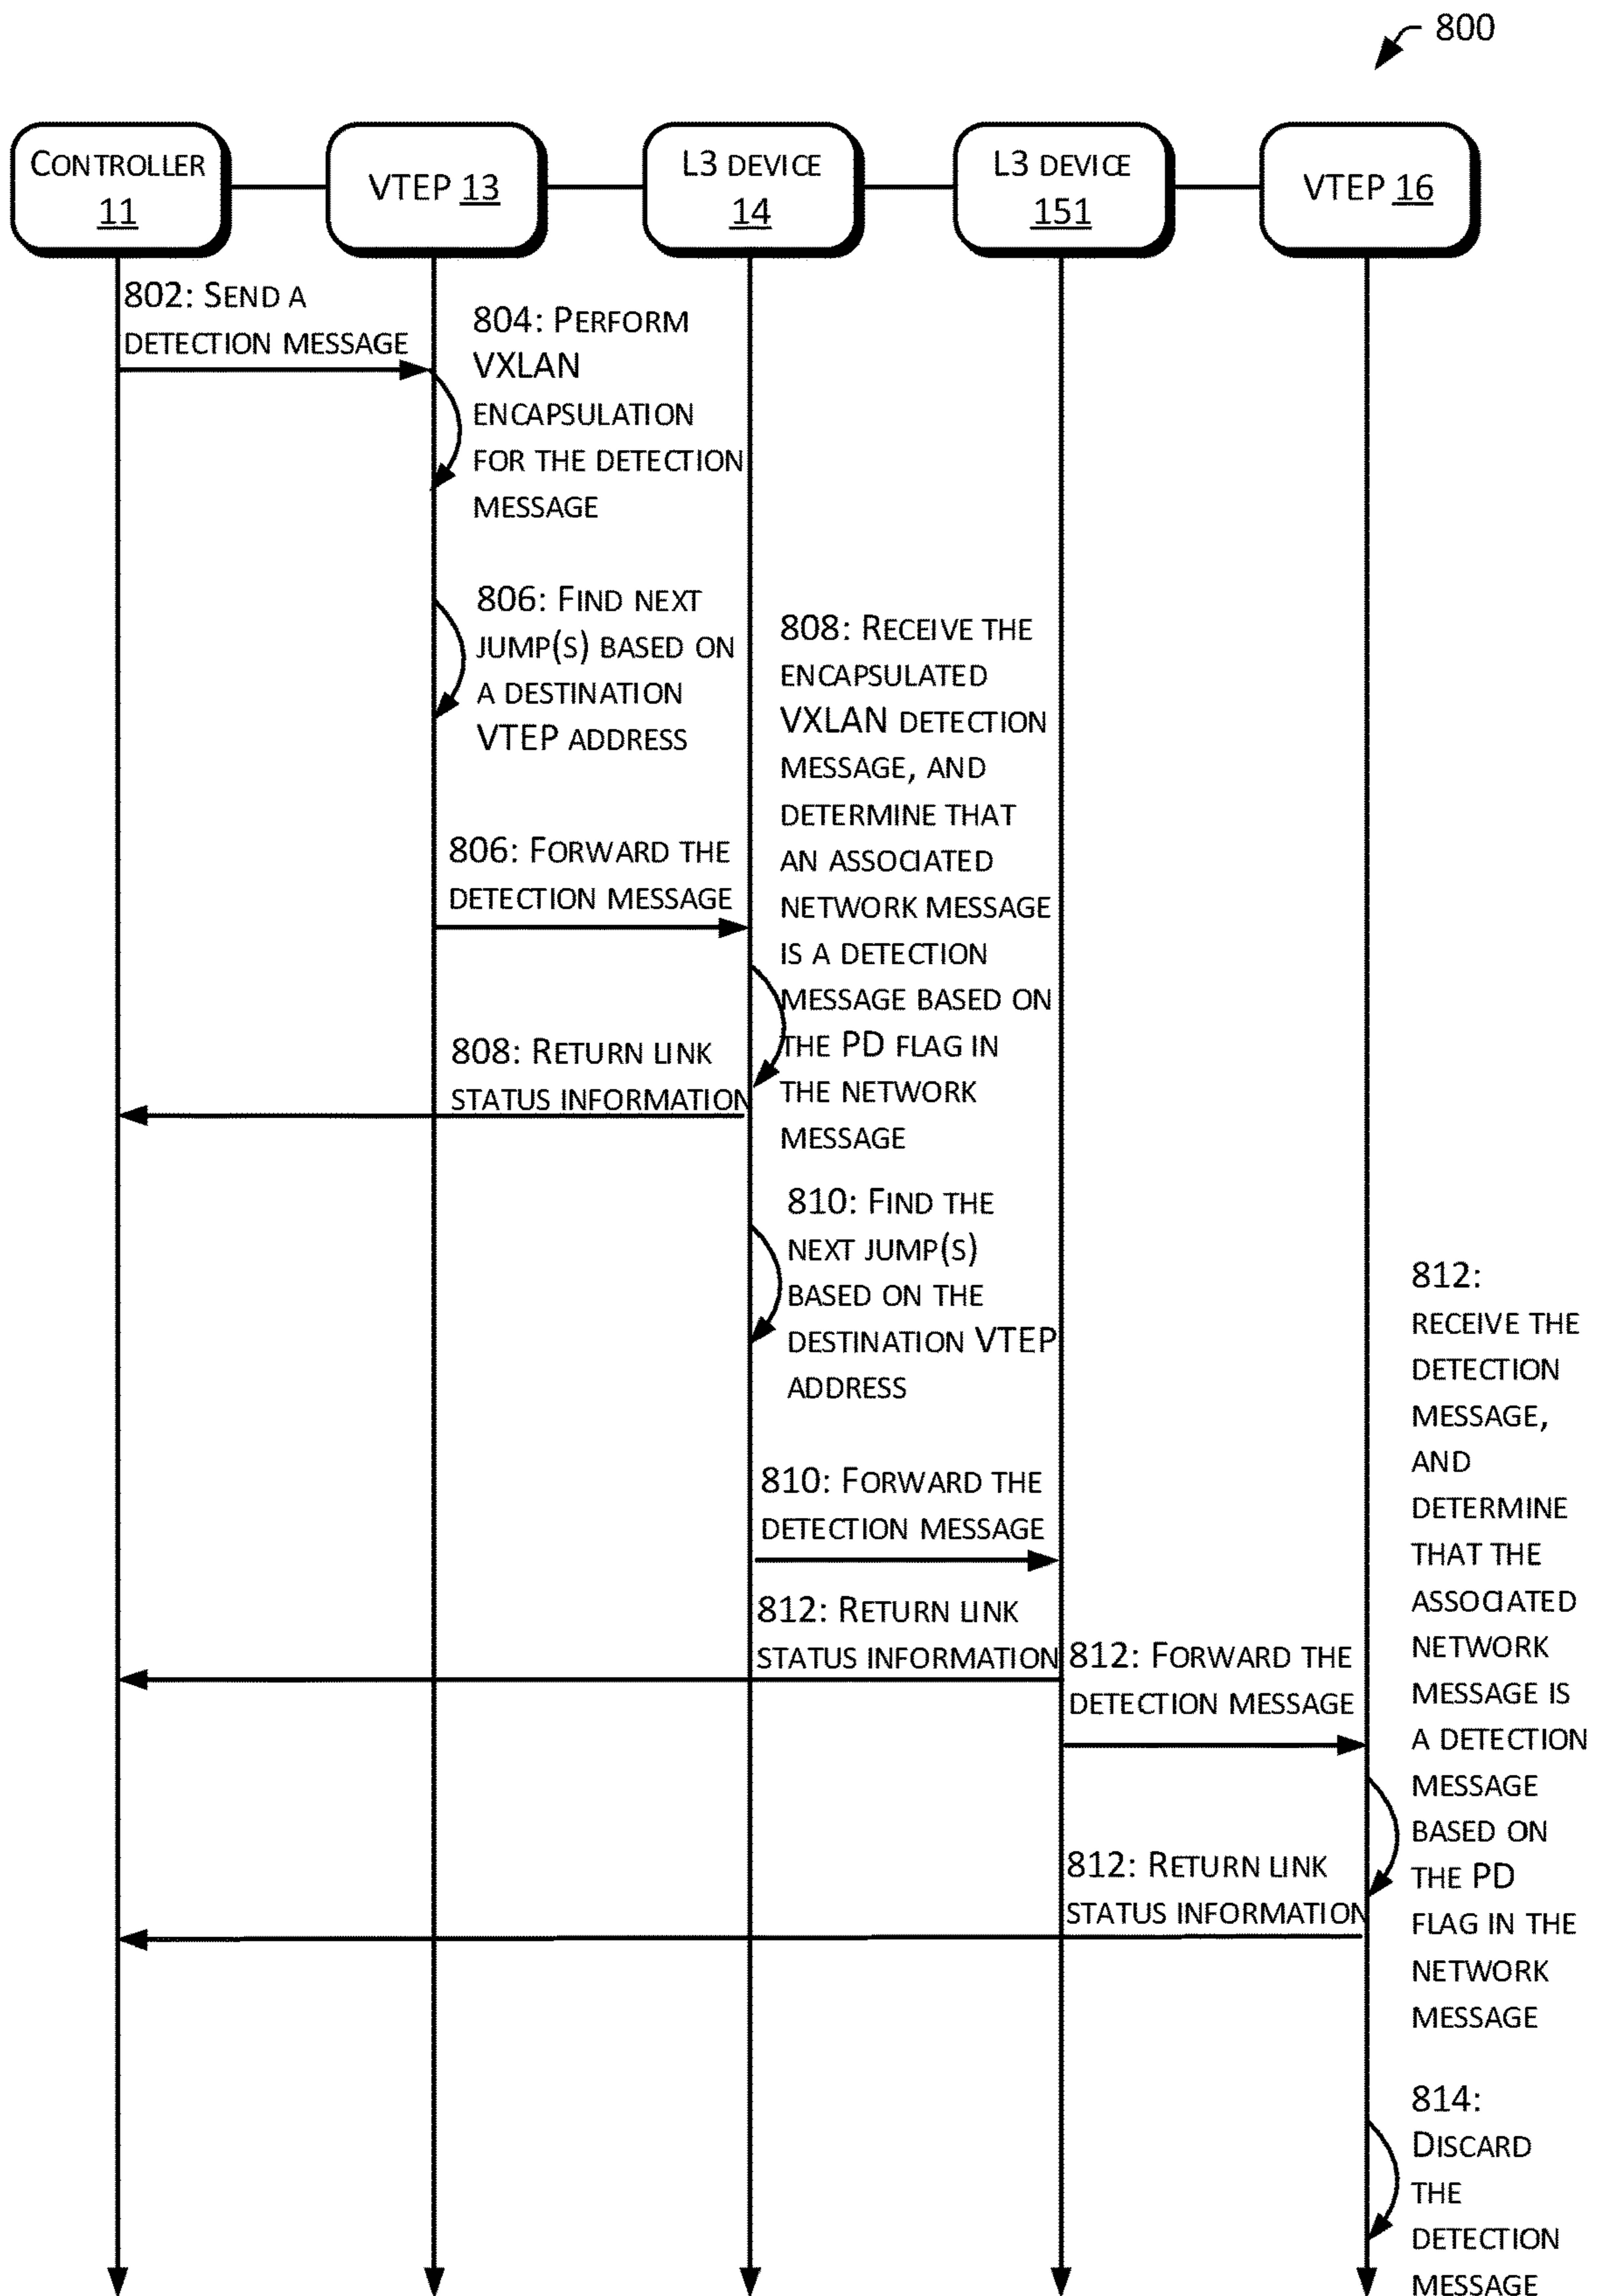 800
CONTROLLER
11
VTEP 13
L3 DEVICE
14
L3 DEVICE
151
VTEP 16
802: SEND A
DETECTION MESSAGE
804: PERFORM
VXLAN
ENCAPSULATION
FOR THE DETECTION
MESSAGE
806: FIND NEXT
JUMP(S) BASED ON
A DESTINATION
VTEP ADDRESS
806: FORWARD THE
DETECTION MESSAGE
808: RECEIVE THE
ENCAPSULATED
VXLAN DETECTION
MESSAGE, AND
DETERMINE THAT
AN ASSOCIATED
NETWORK MESSAGE
IS A DETECTION
MESSAGE BASED ON
THE PD FLAG IN
THE NETWORK
MESSAGE
808: RETURN LINK
STATUS INFORMATION
810: FIND THE
NEXT JUMP(S)
BASED ON THE
DESTINATION VTEP
ADDRESS
810: FORWARD THE
DETECTION MESSAGE
812: RETURN LINK
STATUS INFORMATION
812: FORWARD THE
DETECTION MESSAGE
812:
RECEIVE THE
DETECTION
MESSAGE,
AND
DETERMINE
THAT THE
ASSOCIATED
NETWORK
MESSAGE IS
A DETECTION
MESSAGE
BASED ON
THE PD
FLAG IN THE
NETWORK
MESSAGE
812: RETURN LINK
STATUS INFORMATION
814:
DISCARD
THE
DETECTION
MESSAGE